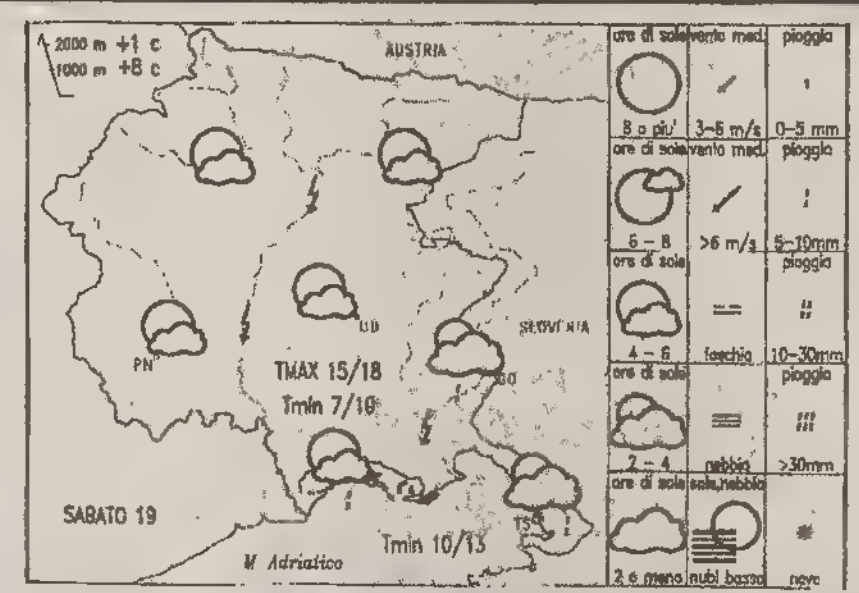 2000 m +1 c
1000 m +8 c
AUSTRIA
SLOVENIA
UD
PN
GO
TS
TMAX 15/18
Tmin 7/10
Tmin 10/13
SABATO 19
M Adriatico
ore di sole vento med. pioggia
8 o piu' 3-6 m/s 0-5 mm
ore di sole vento med. pioggia
6 - 8 >6 m/s 5-10mm
ore di sole pioggia
4 - 6 foschia 10-30mm
ore di sole pioggia
2 - 4 nebbia >30mm
ore di sole sole,nebbia
2 o meno nubi basse neve